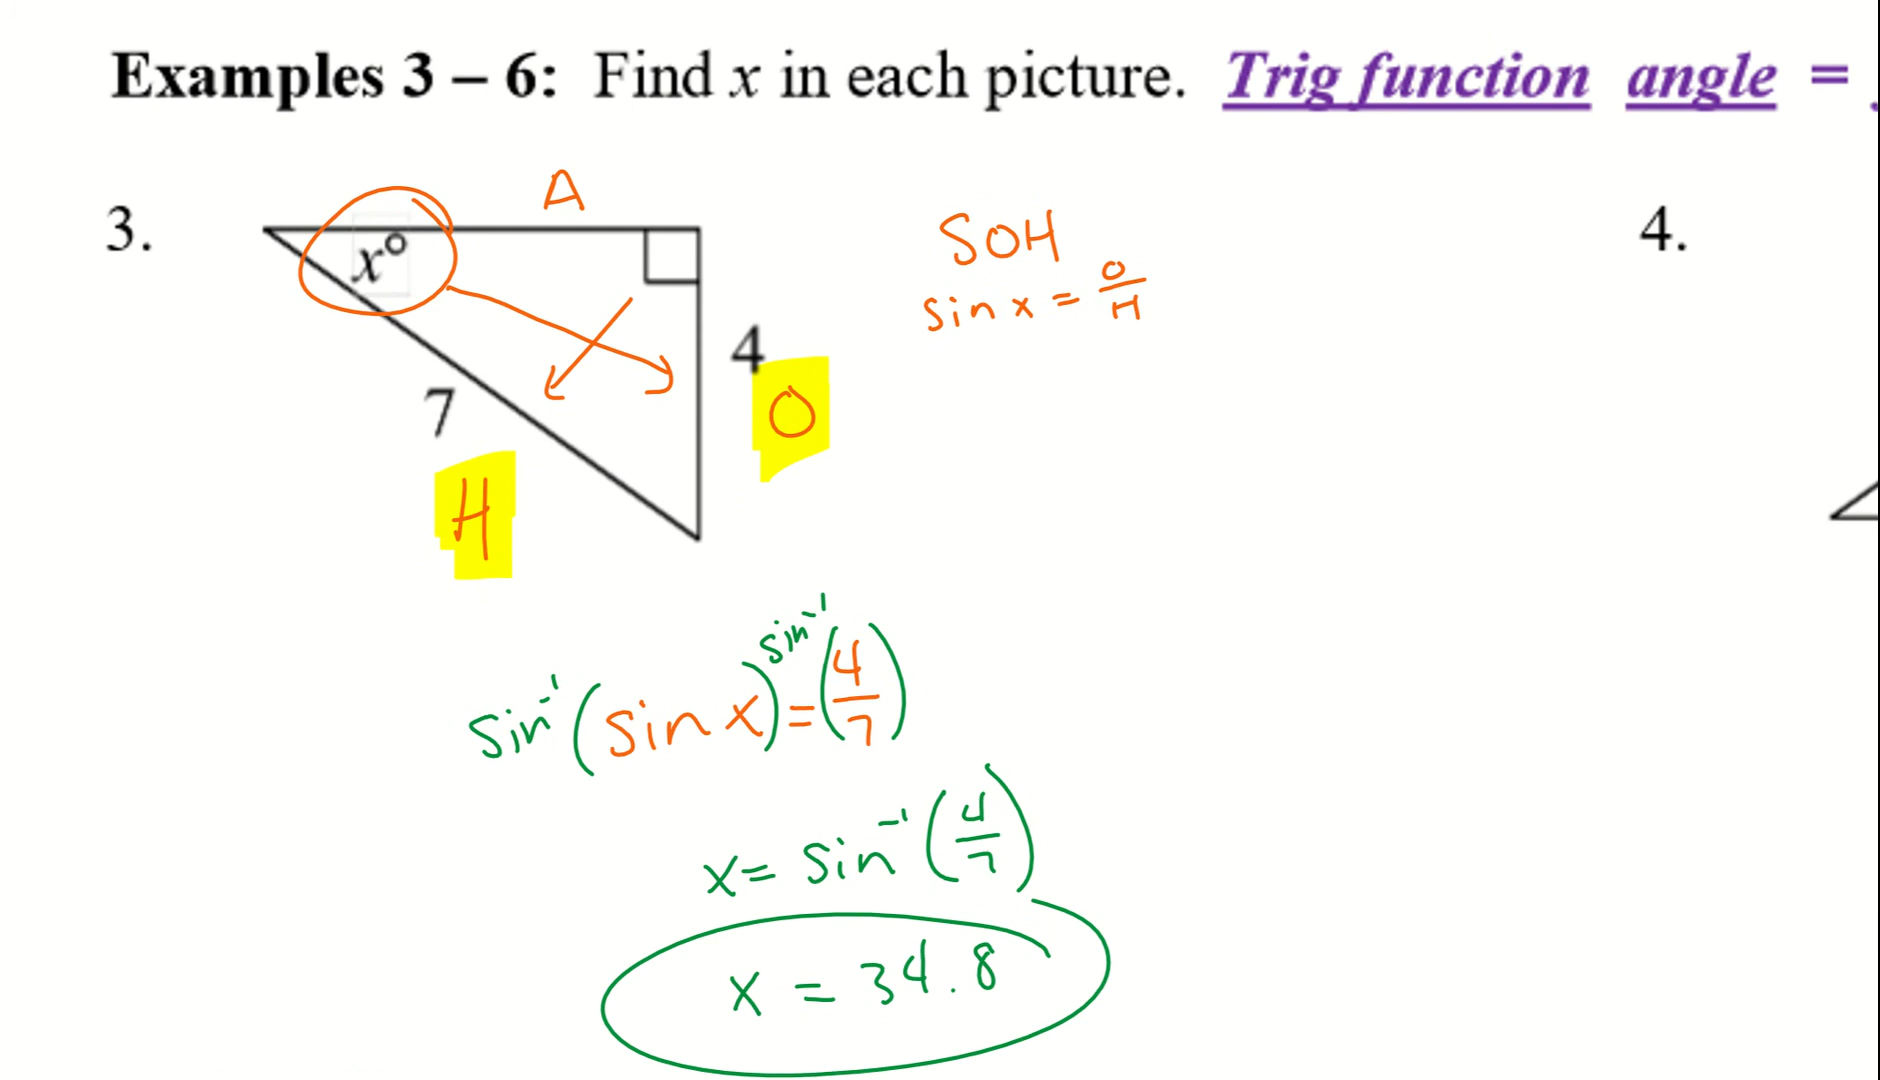 Examples 3 – 6: Find x in each picture. Trig function angle =
3.
A
x°
SOH
sin x = O/H
4.
4
O
7
H
sin⁻¹(sin x) = sin⁻¹(4/7)
x = sin⁻¹(4/7)
x = 34.8